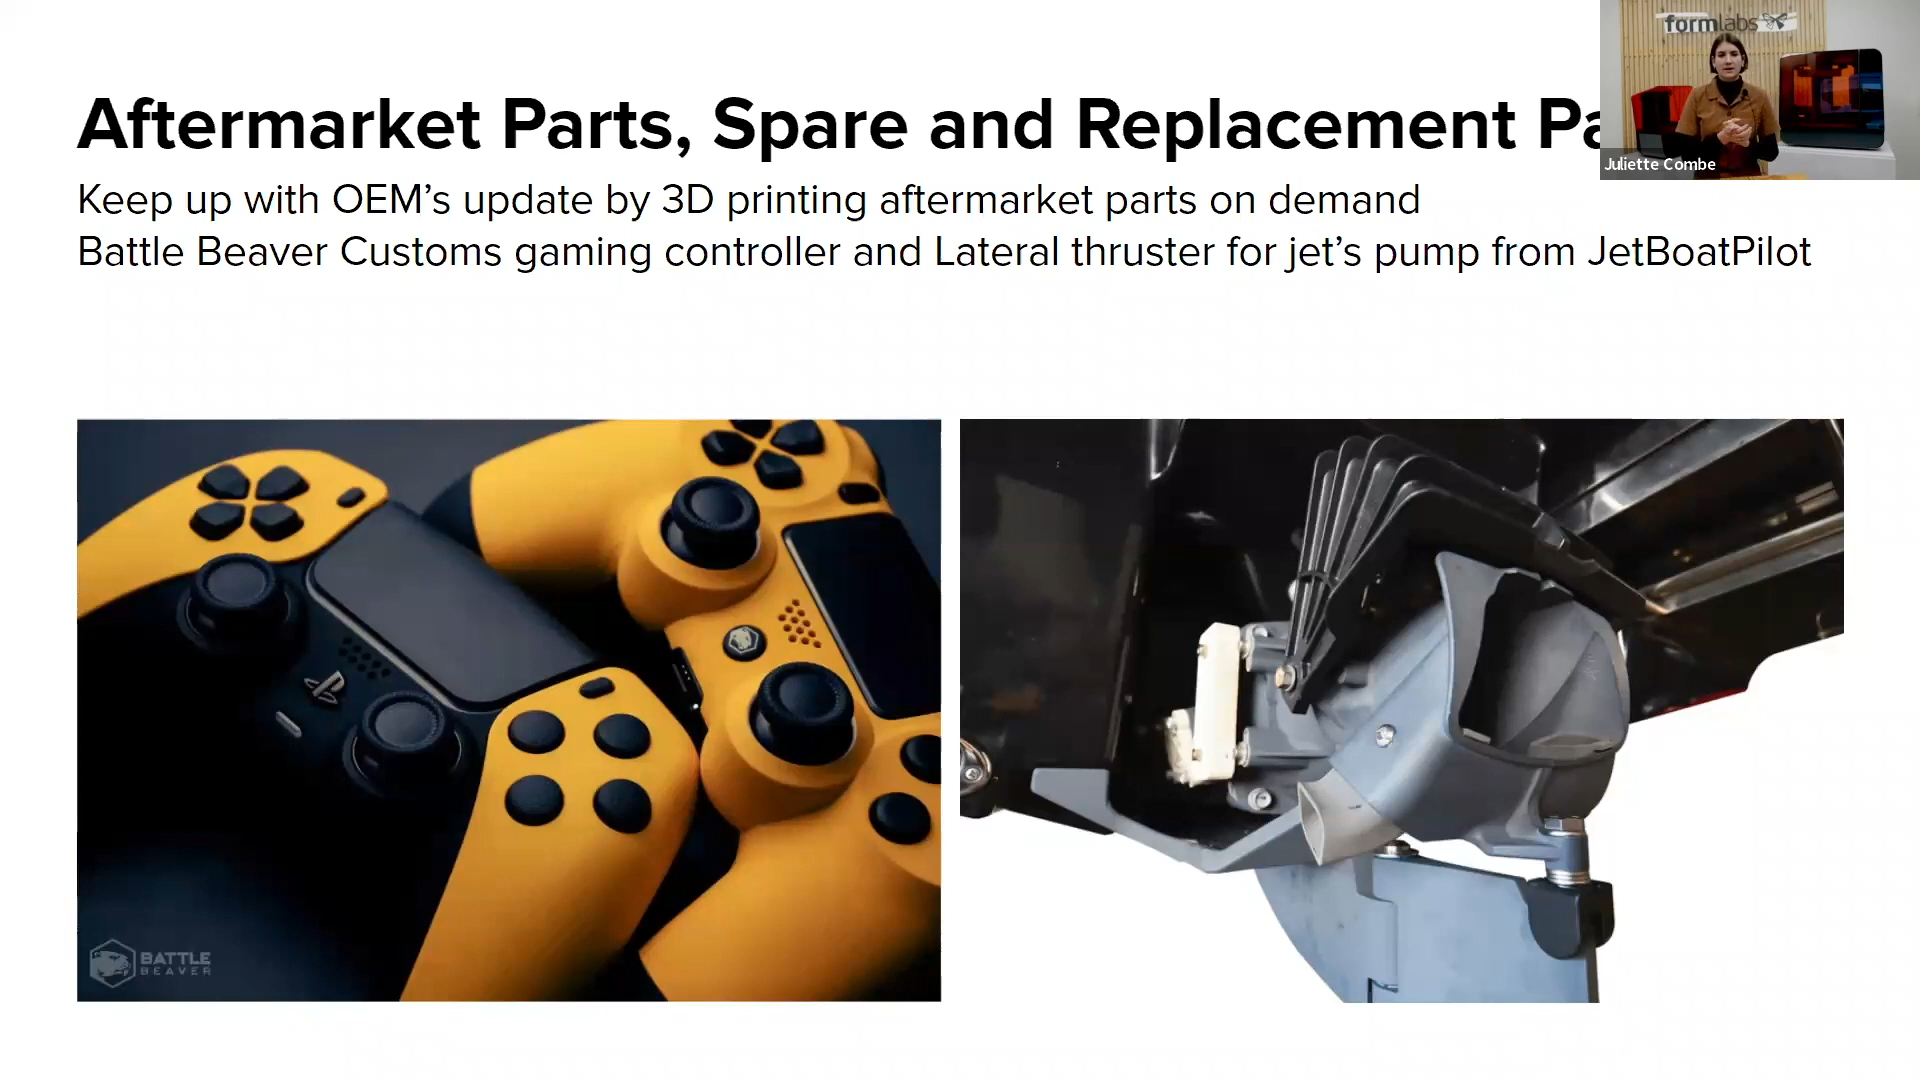 formlabs
Aftermarket Parts, Spare and Replacement Pa
Juliette Combe
Keep up with OEM’s update by 3D printing aftermarket parts on demand
Battle Beaver Customs gaming controller and Lateral thruster for jet’s pump from JetBoatPilot
BATTLE
BEAVER